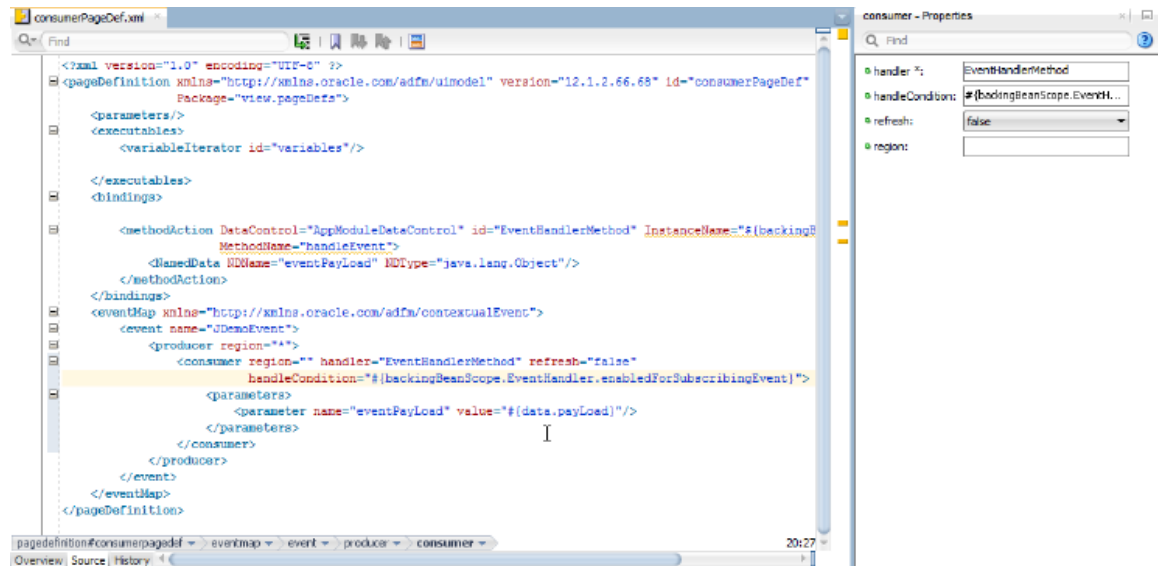 consumerPageDef.xml
consumer - Properties
Find
Find
<?xml version="1.0" encoding="UTF-8" ?>
<pageDefinition xmlns="http://xmlns.oracle.com/adfm/uimodel" version="12.1.2.66.68" id="consumerPageDef"
Package="view.pageDefs">
<parameters/>
<executables>
<variableIterator id="variables"/>
</executables>
<bindings>
<methodAction DataControl="AppModuleDataControl" id="EventHandlerMethod" InstanceName="${backingB
MethodName="handleEvent">
<NamedData NDName="eventPayLoad" NDType="java.lang.Object"/>
</methodAction>
</bindings>
<eventMap xmlns="http://xmlns.oracle.com/adfm/contextualEvent">
<event name="JDemoEvent">
<producer region="*">
<consumer region="" handler="EventHandlerMethod" refresh="false"
handleCondition="#{backingBeanScope.EventHandler.enabledForSubscribingEvent}">
<parameters>
<parameter name="eventPayLoad" value="#{data.payLoad}"/>
</parameters>
</consumer>
</producer>
</event>
</eventMap>
</pageDefinition>
pagedefinition#consumerpagedef eventmap event producer consumer
20:27
Overview Source History
handler *: EventHandlerMethod
handleCondition: #{backingBeanScope.EventH...
refresh: false
region: